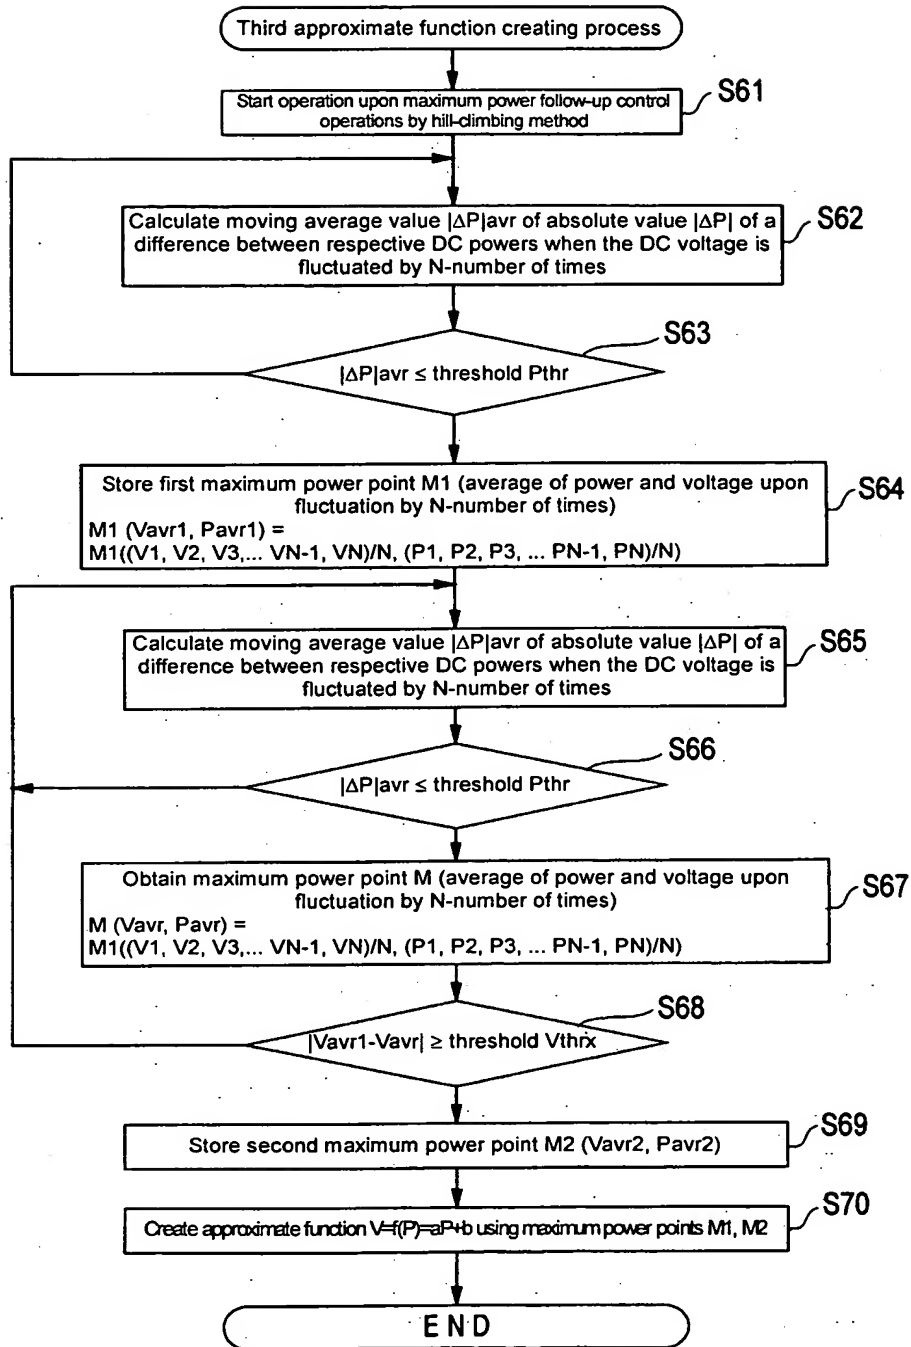 Third approximate function creating process
S61
Start operation upon maximum power follow-up control
operations by hill-climbing method
S62
Calculate moving average value |ΔP|avr of absolute value |ΔP| of a
difference between respective DC powers when the DC voltage is
fluctuated by N-number of times
S63
|ΔP|avr ≤ threshold Pthr
S64
Store first maximum power point M1 (average of power and voltage upon
fluctuation by N-number of times)
M1 (Vavr1, Pavr1) =
M1((V1, V2, V3,... VN-1, VN)/N, (P1, P2, P3, ... PN-1, PN)/N)
S65
Calculate moving average value |ΔP|avr of absolute value |ΔP| of a
difference between respective DC powers when the DC voltage is
fluctuated by N-number of times
S66
|ΔP|avr ≤ threshold Pthr
S67
Obtain maximum power point M (average of power and voltage upon
fluctuation by N-number of times)
M (Vavr, Pavr) =
M1((V1, V2, V3,... VN-1, VN)/N, (P1, P2, P3, ... PN-1, PN)/N)
S68
|Vavr1-Vavr| ≥ threshold Vthrx
S69
Store second maximum power point M2 (Vavr2, Pavr2)
S70
Create approximate function V=f(P)=aP+b using maximum power points M1, M2
END